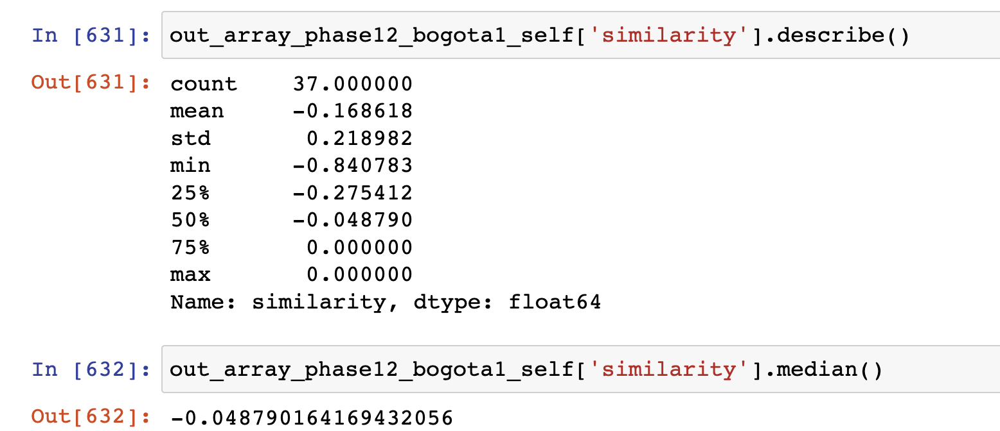 In [631]: out_array_phase12_bogota1_self['similarity'].describe()
Out[631]: count    37.000000
mean     -0.168618
std       0.218982
min      -0.840783
25%      -0.275412
50%      -0.048790
75%       0.000000
max       0.000000
Name: similarity, dtype: float64
In [632]: out_array_phase12_bogota1_self['similarity'].median()
Out[632]: -0.048790164169432056